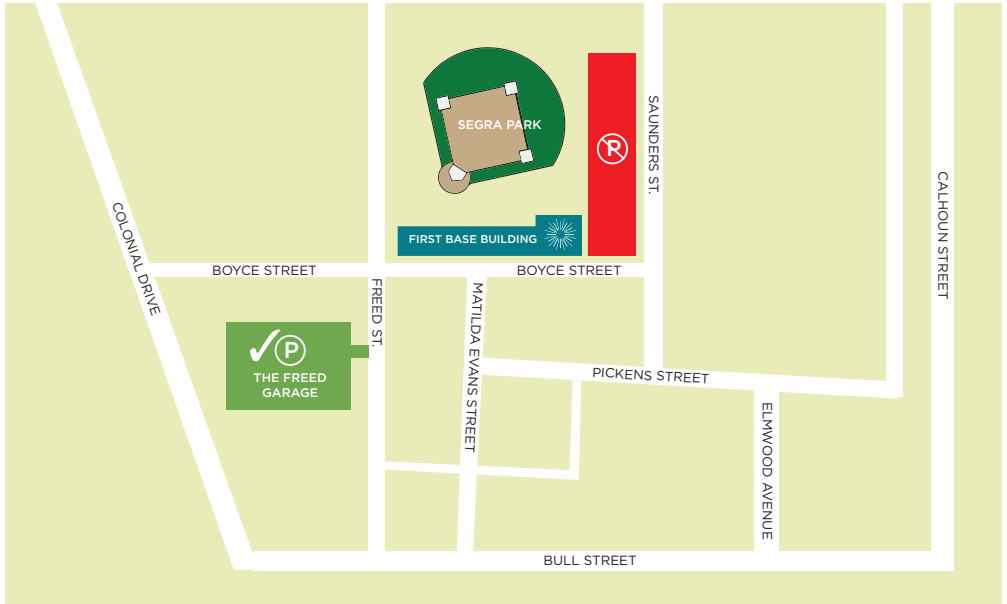 SEGRA PARK
SAUNDERS ST.
P
CALHOUN STREET
COLONIAL DRIVE
FIRST BASE BUILDING
BOYCE STREET
BOYCE STREET
FREED ST.
MATILDA EVANS STREET
P
THE FREED
GARAGE
PICKENS STREET
ELMWOOD AVENUE
BULL STREET